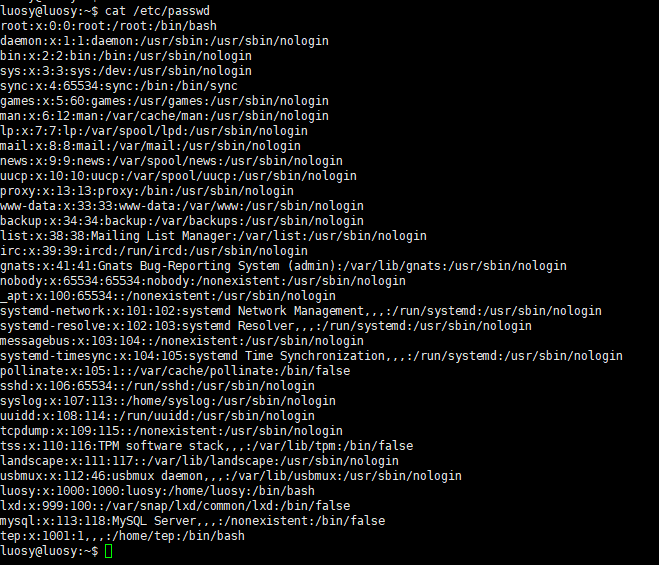 luosy@luosy:~$ cat /etc/passwd
root:x:0:0:root:/root:/bin/bash
daemon:x:1:1:daemon:/usr/sbin:/usr/sbin/nologin
bin:x:2:2:bin:/bin:/usr/sbin/nologin
sys:x:3:3:sys:/dev:/usr/sbin/nologin
sync:x:4:65534:sync:/bin:/bin/sync
games:x:5:60:games:/usr/games:/usr/sbin/nologin
man:x:6:12:man:/var/cache/man:/usr/sbin/nologin
lp:x:7:7:lp:/var/spool/lpd:/usr/sbin/nologin
mail:x:8:8:mail:/var/mail:/usr/sbin/nologin
news:x:9:9:news:/var/spool/news:/usr/sbin/nologin
uucp:x:10:10:uucp:/var/spool/uucp:/usr/sbin/nologin
proxy:x:13:13:proxy:/bin:/usr/sbin/nologin
www-data:x:33:33:www-data:/var/www:/usr/sbin/nologin
backup:x:34:34:backup:/var/backups:/usr/sbin/nologin
list:x:38:38:Mailing List Manager:/var/list:/usr/sbin/nologin
irc:x:39:39:ircd:/run/ircd:/usr/sbin/nologin
gnats:x:41:41:Gnats Bug-Reporting System (admin):/var/lib/gnats:/usr/sbin/nologin
nobody:x:65534:65534:nobody:/nonexistent:/usr/sbin/nologin
_apt:x:100:65534::/nonexistent:/usr/sbin/nologin
systemd-network:x:101:102:systemd Network Management,,,:/run/systemd:/usr/sbin/nologin
systemd-resolve:x:102:103:systemd Resolver,,,:/run/systemd:/usr/sbin/nologin
messagebus:x:103:104::/nonexistent:/usr/sbin/nologin
systemd-timesync:x:104:105:systemd Time Synchronization,,,:/run/systemd:/usr/sbin/nologin
pollinate:x:105:1::/var/cache/pollinate:/bin/false
sshd:x:106:65534::/run/sshd:/usr/sbin/nologin
syslog:x:107:113::/home/syslog:/usr/sbin/nologin
uuidd:x:108:114::/run/uuidd:/usr/sbin/nologin
tcpdump:x:109:115::/nonexistent:/usr/sbin/nologin
tss:x:110:116:TPM software stack,,,:/var/lib/tpm:/bin/false
landscape:x:111:117::/var/lib/landscape:/usr/sbin/nologin
usbmux:x:112:46:usbmux daemon,,,:/var/lib/usbmux:/usr/sbin/nologin
luosy:x:1000:1000:luosy:/home/luosy:/bin/bash
lxd:x:999:100::/var/snap/lxd/common/lxd:/bin/false
mysql:x:113:118:MySQL Server,,,:/nonexistent:/bin/false
tep:x:1001:1,,,:/home/tep:/bin/bash
luosy@luosy:~$